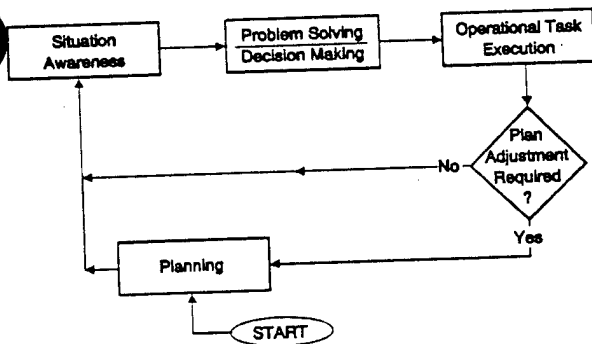 Situation
Awareness
Problem Solving
Decision Making
Operational Task
Execution
Plan
Adjustment
Required
?
No
Yes
Planning
START